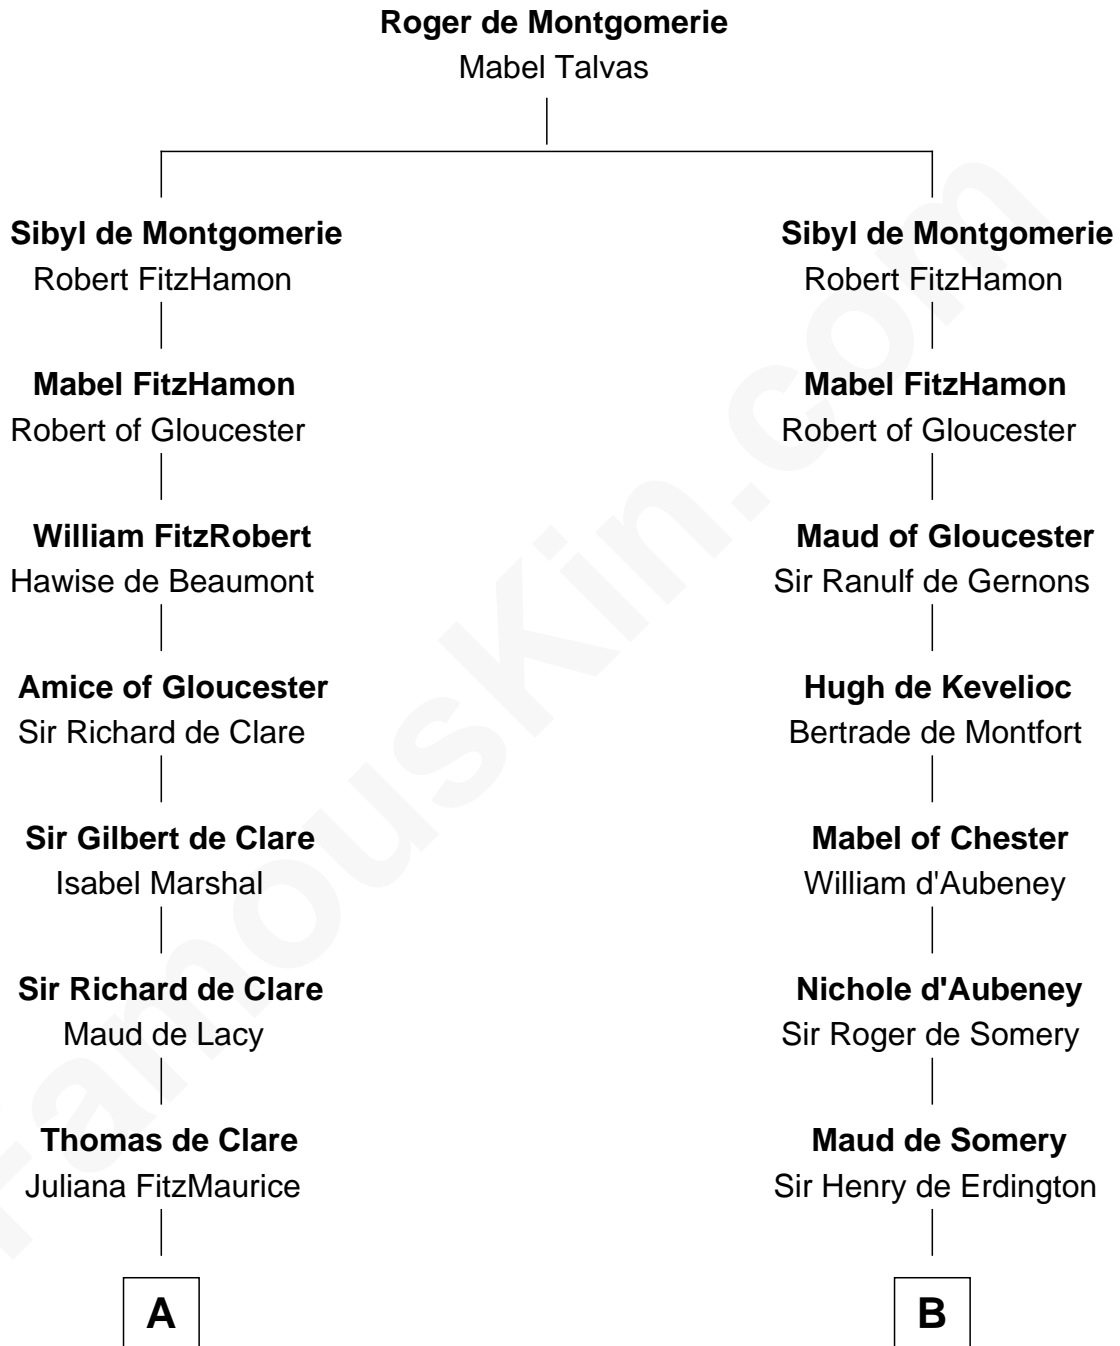 Roger de Montgomerie
Mabel Talvas
Sibyl de Montgomerie
Robert FitzHamon
Sibyl de Montgomerie
Robert FitzHamon
Mabel FitzHamon
Robert of Gloucester
Mabel FitzHamon
Robert of Gloucester
William FitzRobert
Hawise de Beaumont
Maud of Gloucester
Sir Ranulf de Gernons
Amice of Gloucester
Sir Richard de Clare
Hugh de Kevelioc
Bertrade de Montfort
Sir Gilbert de Clare
Isabel Marshal
Mabel of Chester
William d'Aubeney
Sir Richard de Clare
Maud de Lacy
Nichole d'Aubeney
Sir Roger de Somery
Thomas de Clare
Juliana FitzMaurice
Maud de Somery
Sir Henry de Erdington
A
B
FamousKin.com